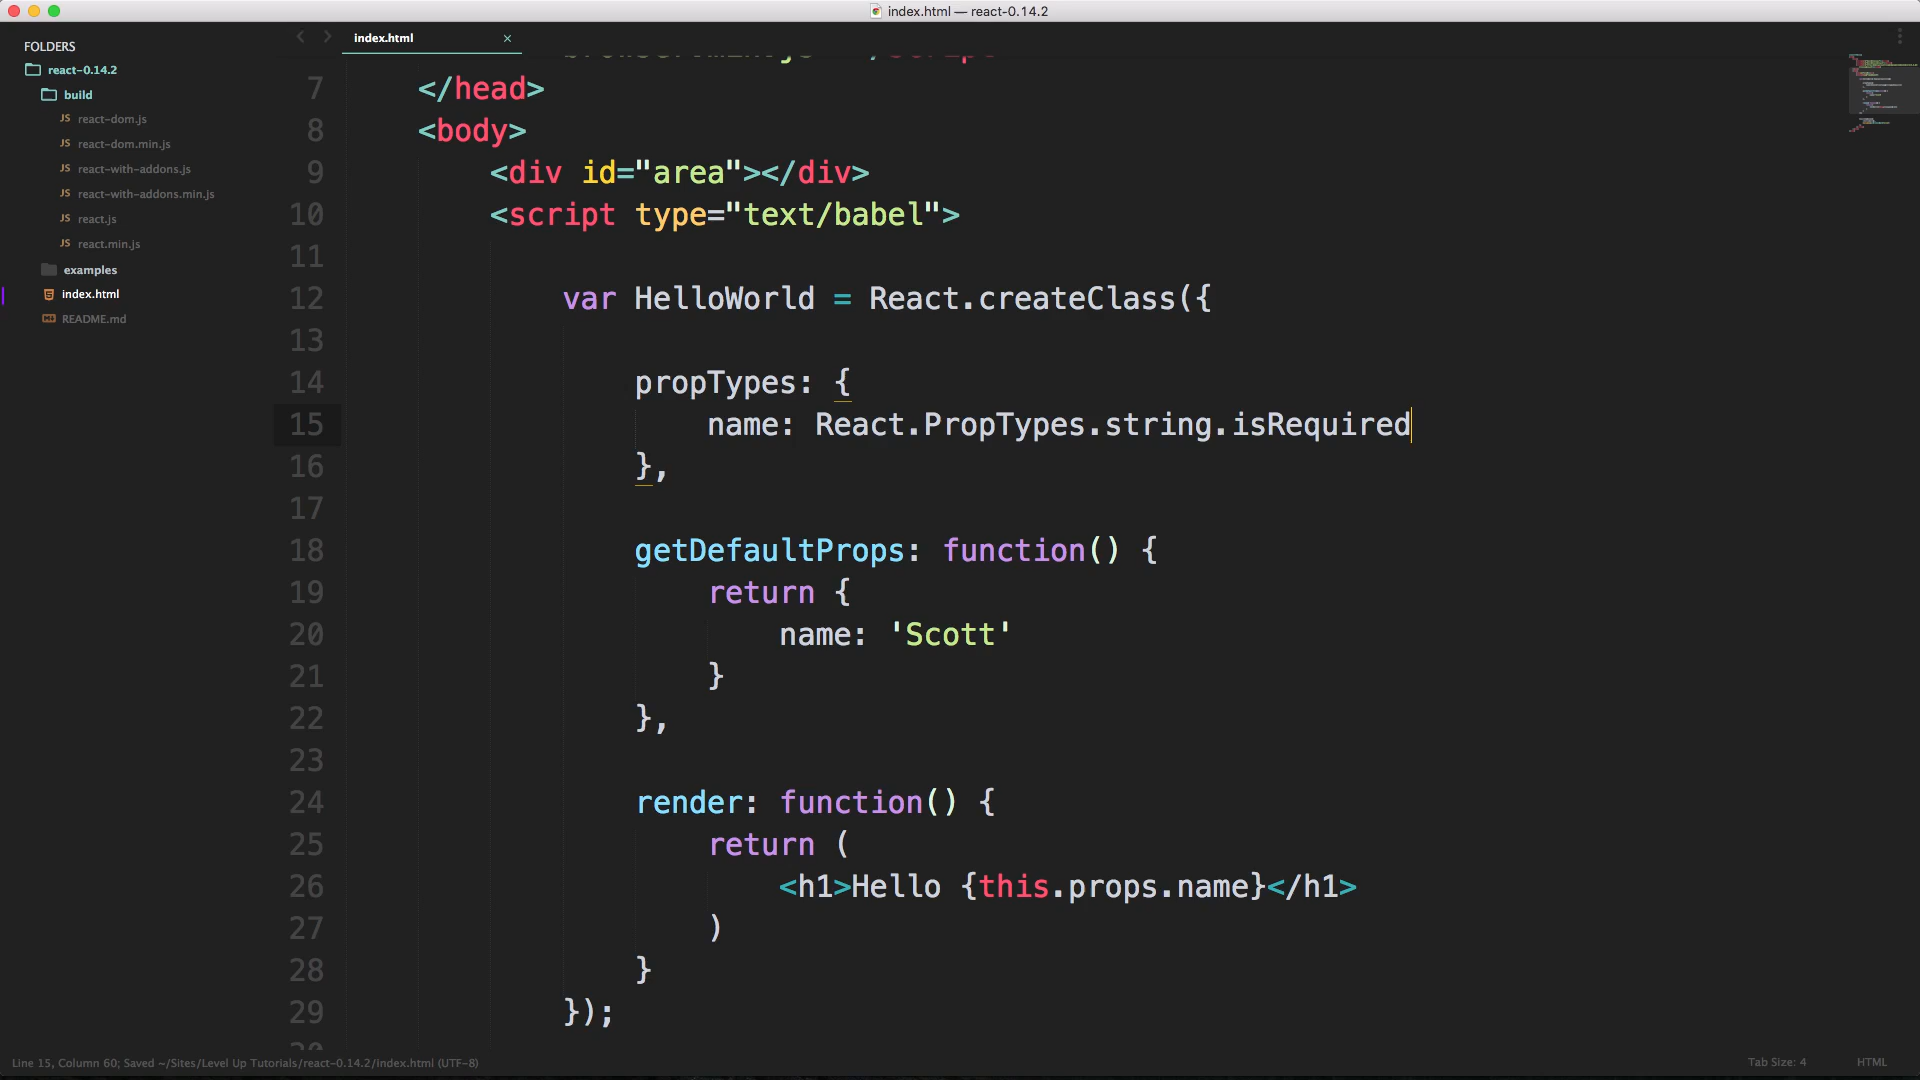 index.html — react-0.14.2
FOLDERS
react-0.14.2
build
JS react-dom.js
JS react-dom.min.js
JS react-with-addons.js
JS react-with-addons.min.js
JS react.js
JS react.min.js
examples
index.html
README.md
index.html ×
7 </head>
8 <body>
9 <div id="area"></div>
10 <script type="text/babel">
11
12 var HelloWorld = React.createClass({
13
14 propTypes: {
15 name: React.PropTypes.string.isRequired
16 },
17
18 getDefaultProps: function() {
19 return {
20 name: 'Scott'
21 }
22 },
23
24 render: function() {
25 return (
26 <h1>Hello {this.props.name}</h1>
27 )
28 }
29 });
Line 15, Column 60; Saved ~/Sites/Level Up Tutorials/react-0.14.2/index.html (UTF-8)
Tab Size: 4
HTML